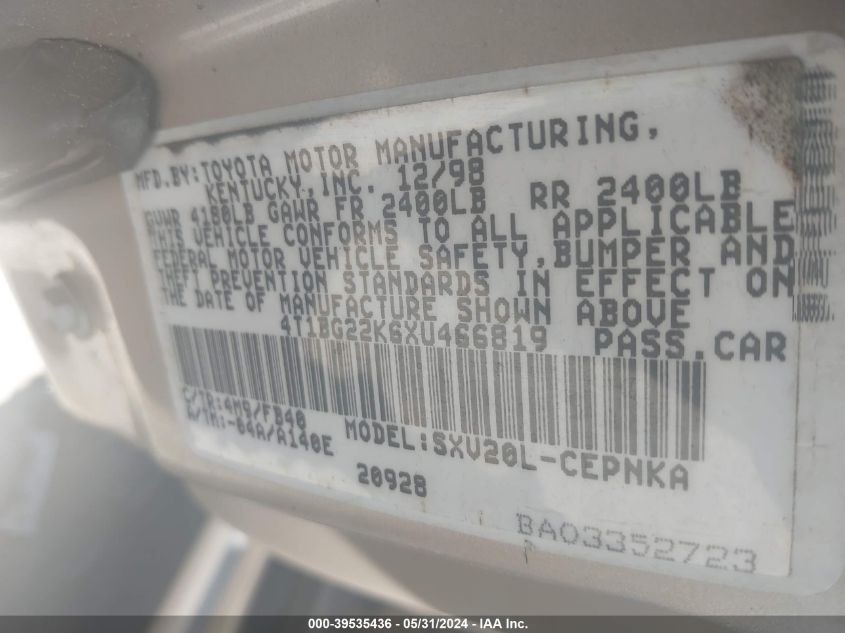 MFD.BY:TOYOTA MOTOR MANUFACTURING,
KENTUCKY,INC. 12/98
GVWR 4180LB GAWR FR 2400LB RR 2400LB
THIS VEHICLE CONFORMS TO ALL APPLICABLE
FEDERAL MOTOR VEHICLE SAFETY,BUMPER AND
THEFT PREVENTION STANDARDS IN EFFECT ON
THE DATE OF MANUFACTURE SHOWN ABOVE
4T1BG22K6XU466819 PASS.CAR
C/TR:4M9/FB40
A/TR:-04A/A140E MODEL:SXV20L-CEPNKA
20928
BA03352723
000-39535436 - 05/31/2024 - IAA Inc.